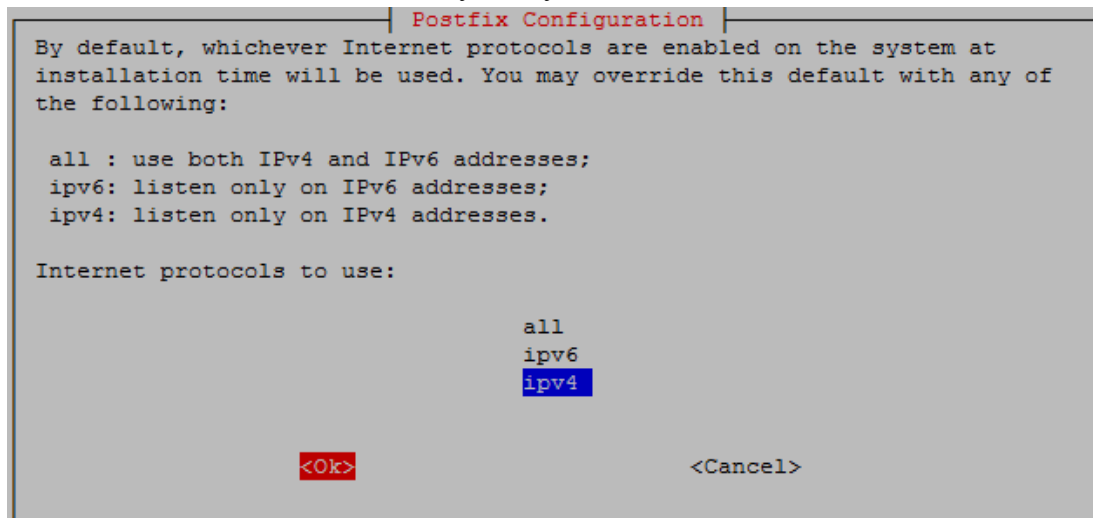 Postfix Configuration
By default, whichever Internet protocols are enabled on the system at
installation time will be used. You may override this default with any of
the following:
all : use both IPv4 and IPv6 addresses;
ipv6: listen only on IPv6 addresses;
ipv4: listen only on IPv4 addresses.
Internet protocols to use:
all
ipv6
ipv4
<Ok> <Cancel>